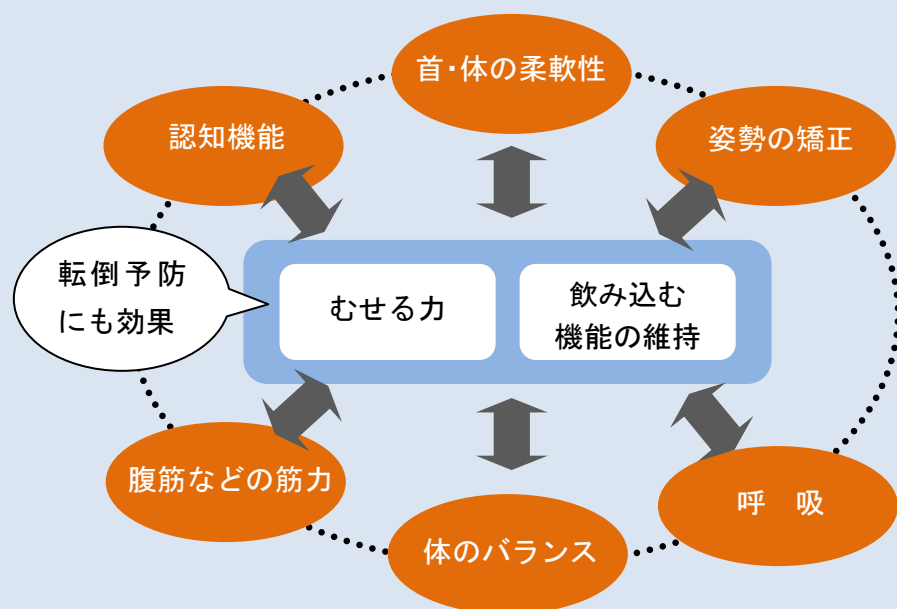 首・体の柔軟性
認知機能
姿勢の矯正
転倒予防
にも効果
むせる力
飲み込む
機能の維持
腹筋などの筋力
体のバランス
呼　吸